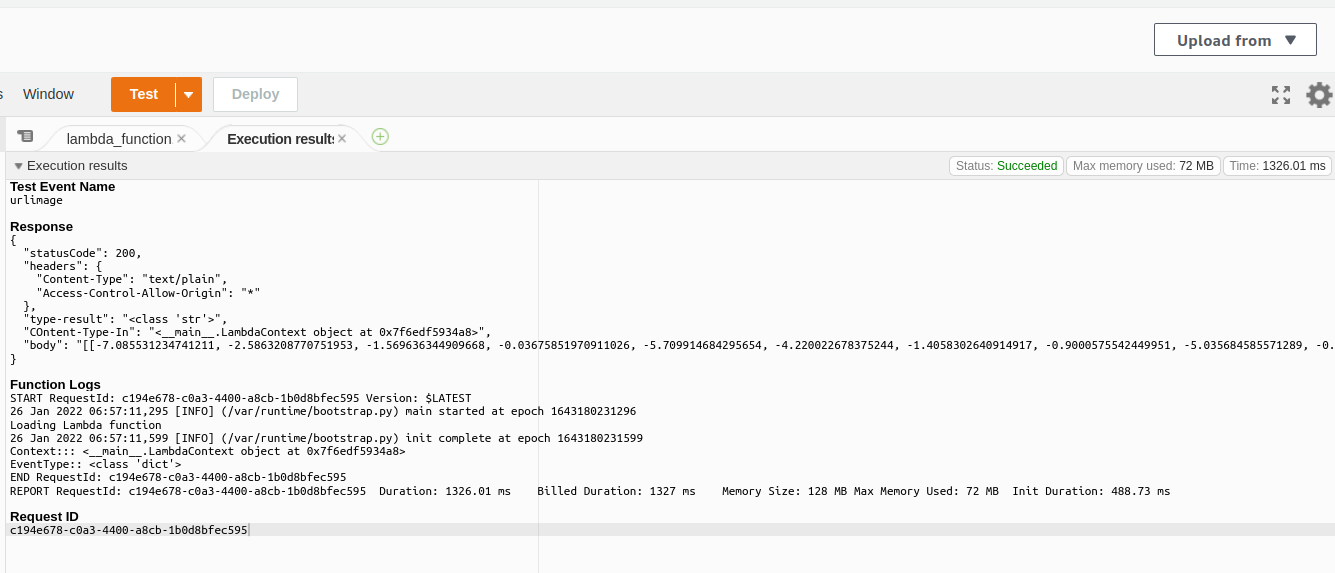 Upload from
s Window Test Deploy
lambda_function × Execution results ×
Execution results Status: Succeeded Max memory used: 72 MB Time: 1326.01 ms
Test Event Name
urlimage
Response
{
"statusCode": 200,
"headers": {
"Content-Type": "text/plain",
"Access-Control-Allow-Origin": "*"
},
"type-result": "<class 'str'>",
"COntent-Type-In": "<__main__.LambdaContext object at 0x7f6edf5934a8>",
"body": "[[-7.085531234741211, -2.5863208770751953, -1.569636344909668, -0.03675851970911026, -5.709914684295654, -4.220022678375244, -1.4058302640914917, -0.9000575542449951, -5.035684585571289, -0.
}
Function Logs
START RequestId: c194e678-c0a3-4400-a8cb-1b0d8bfec595 Version: $LATEST
26 Jan 2022 06:57:11,295 [INFO] (/var/runtime/bootstrap.py) main started at epoch 1643180231296
Loading Lambda function
26 Jan 2022 06:57:11,599 [INFO] (/var/runtime/bootstrap.py) init complete at epoch 1643180231599
Context::: <__main__.LambdaContext object at 0x7f6edf5934a8>
EventType:: <class 'dict'>
END RequestId: c194e678-c0a3-4400-a8cb-1b0d8bfec595
REPORT RequestId: c194e678-c0a3-4400-a8cb-1b0d8bfec595 Duration: 1326.01 ms Billed Duration: 1327 ms Memory Size: 128 MB Max Memory Used: 72 MB Init Duration: 488.73 ms
Request ID
c194e678-c0a3-4400-a8cb-1b0d8bfec595